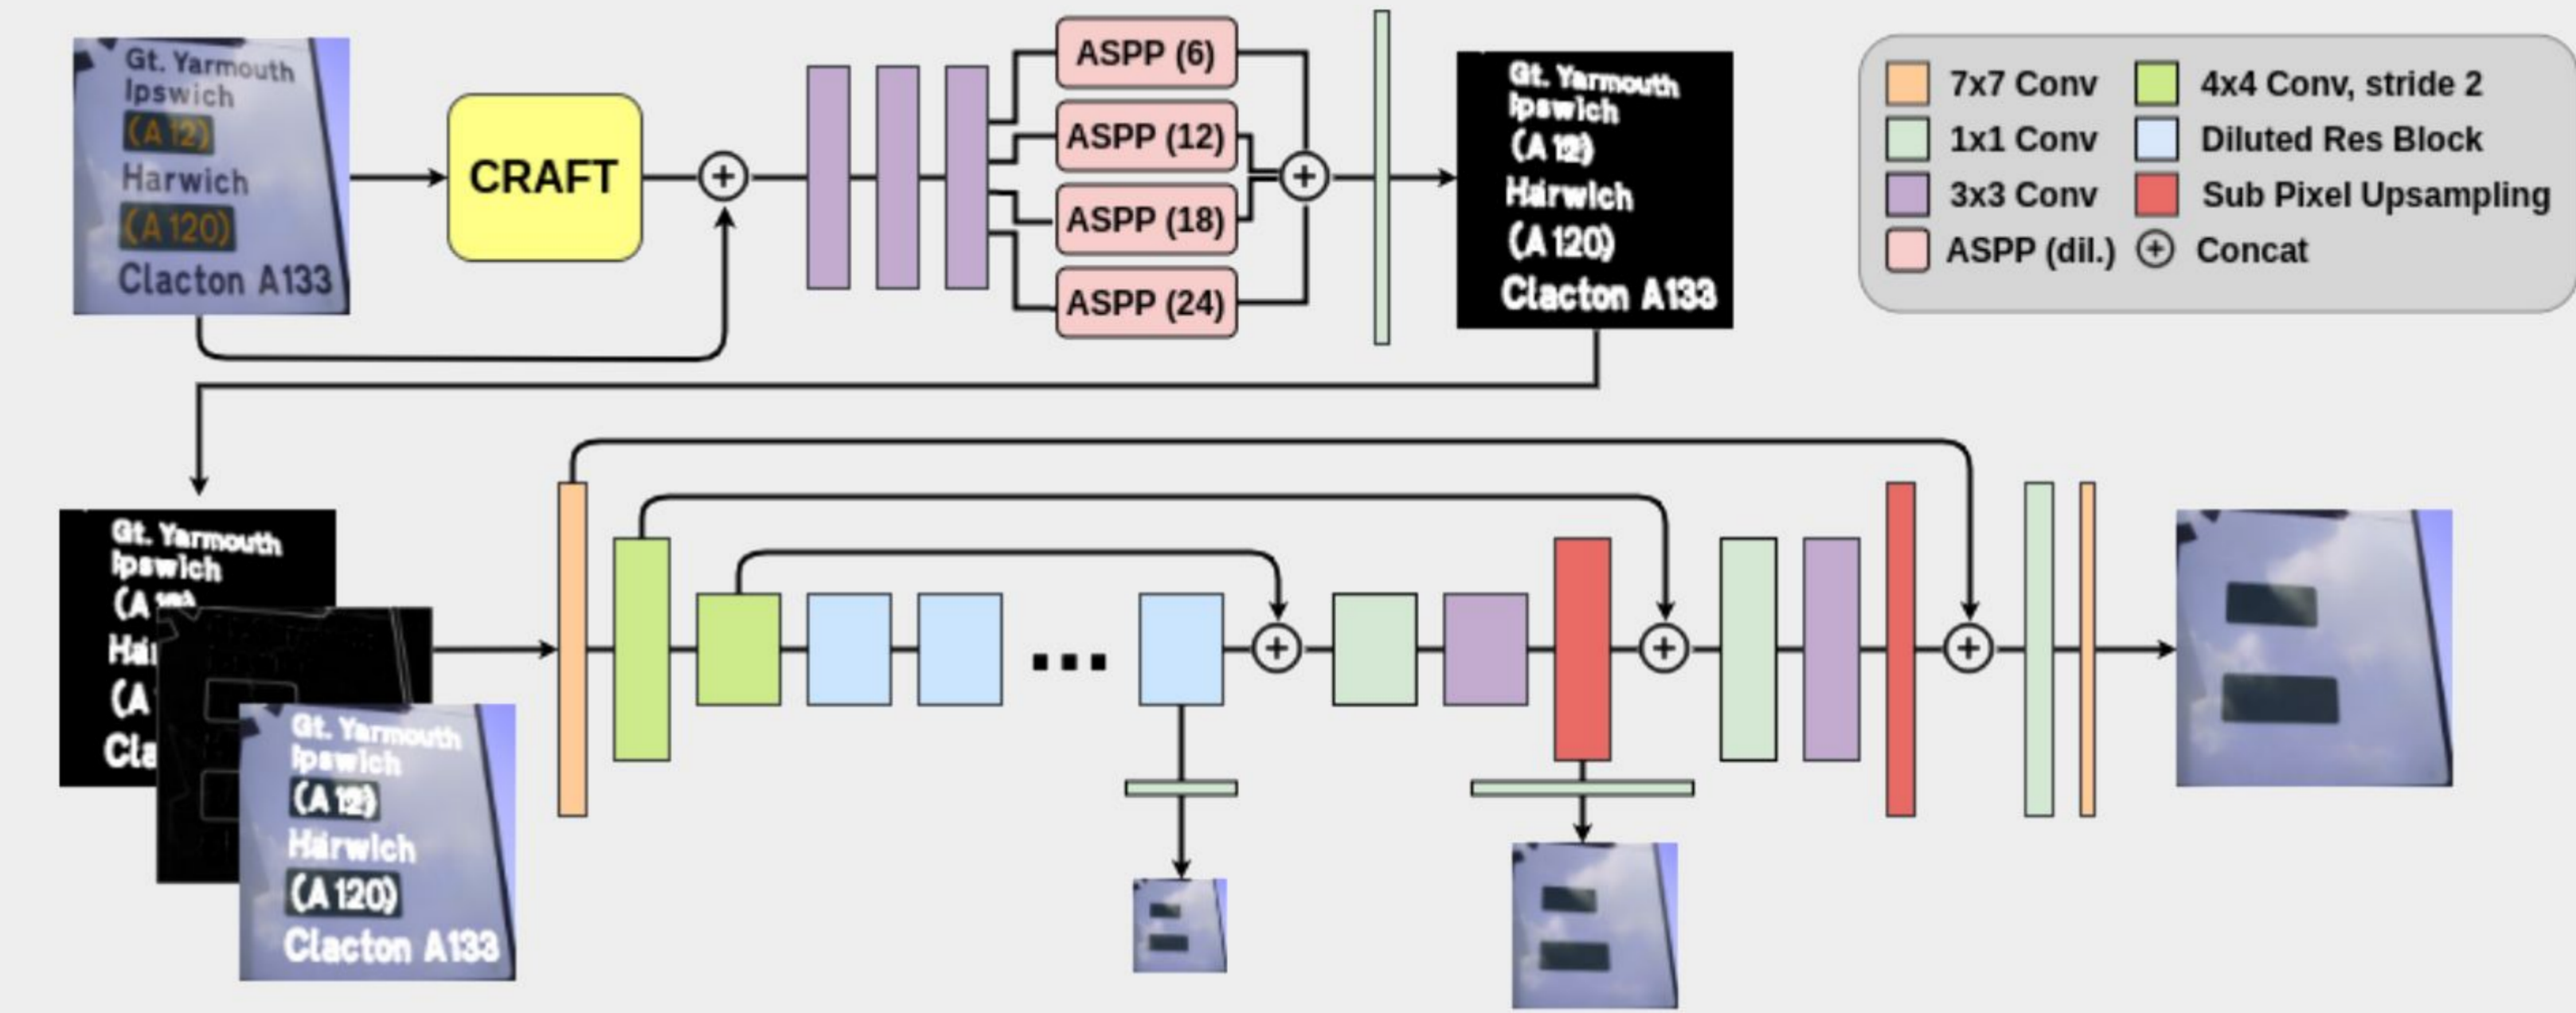 Gt. Yarmouth
Ipswich
(A 12)
Harwich
(A 120)
Clacton A133
CRAFT
ASPP (6)
ASPP (12)
ASPP (18)
ASPP (24)
Gt. Yarmouth
Ipswich
(A 12)
Harwich
(A 120)
Clacton A133
7x7 Conv
4x4 Conv, stride 2
1x1 Conv
Diluted Res Block
3x3 Conv
Sub Pixel Upsampling
ASPP (dil.)
Concat
Gt. Yarmouth
Ipswich
(A
Har
(A
Cla
Gt. Yarmouth
Ipswich
(A 12)
Harwich
(A 120)
Clacton A133